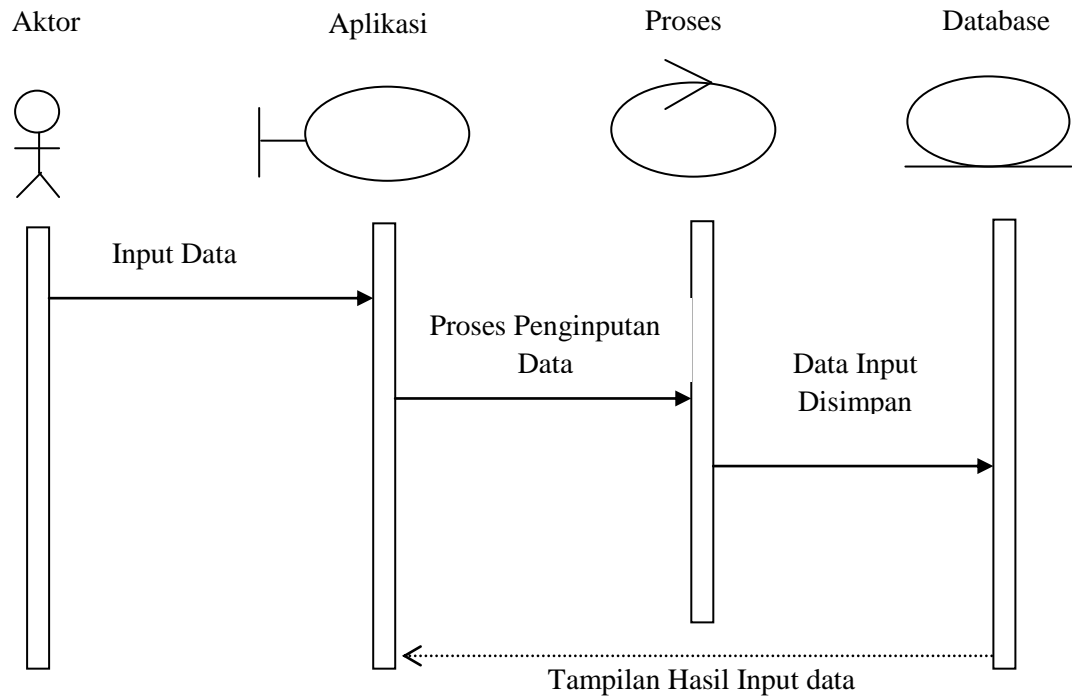 Aktor
Aplikasi
Proses
Database
Input Data
Proses Penginputan
Data
Data Input
Disimpan
Tampilan Hasil Input data